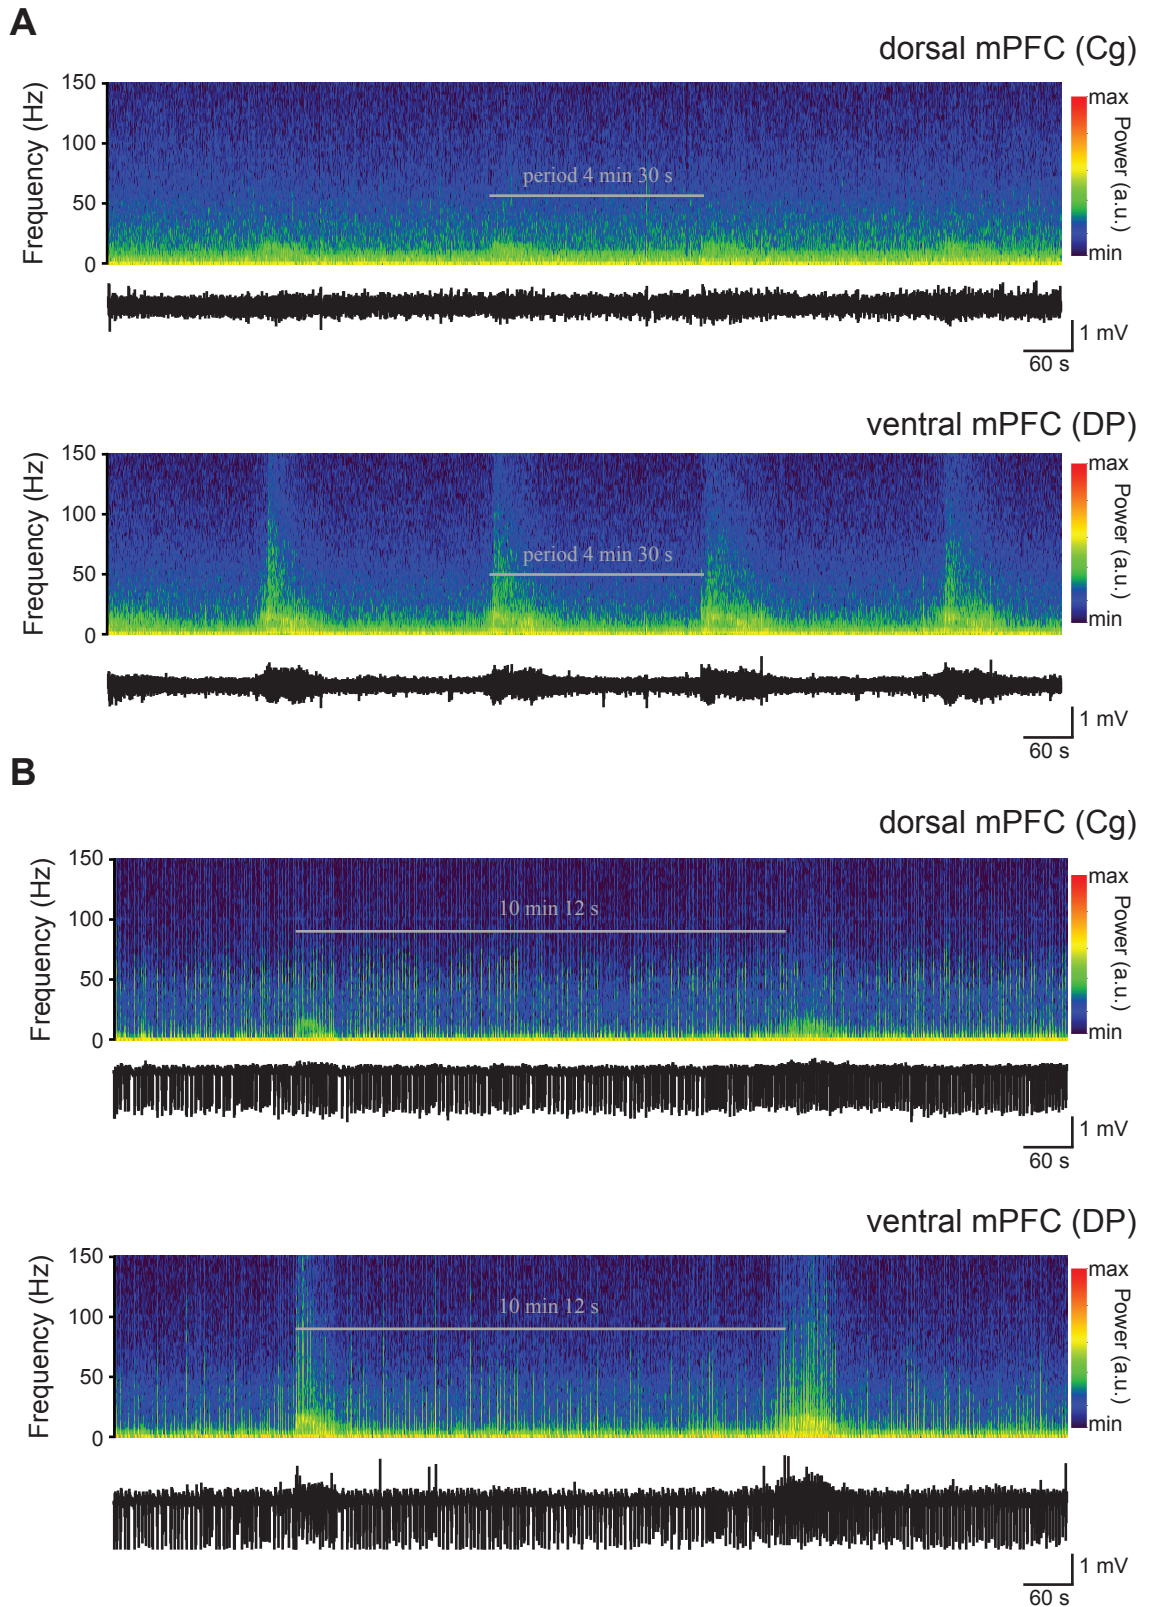 A
dorsal mPFC (Cg)
Frequency (Hz)
150
100
50
0
period 4 min 30 s
max
Power (a.u.)
min
1 mV
60 s
ventral mPFC (DP)
Frequency (Hz)
150
100
50
0
period 4 min 30 s
max
Power (a.u.)
min
1 mV
60 s
B
dorsal mPFC (Cg)
Frequency (Hz)
150
100
50
0
10 min 12 s
max
Power (a.u.)
min
1 mV
60 s
ventral mPFC (DP)
Frequency (Hz)
150
100
50
0
10 min 12 s
max
Power (a.u.)
min
1 mV
60 s